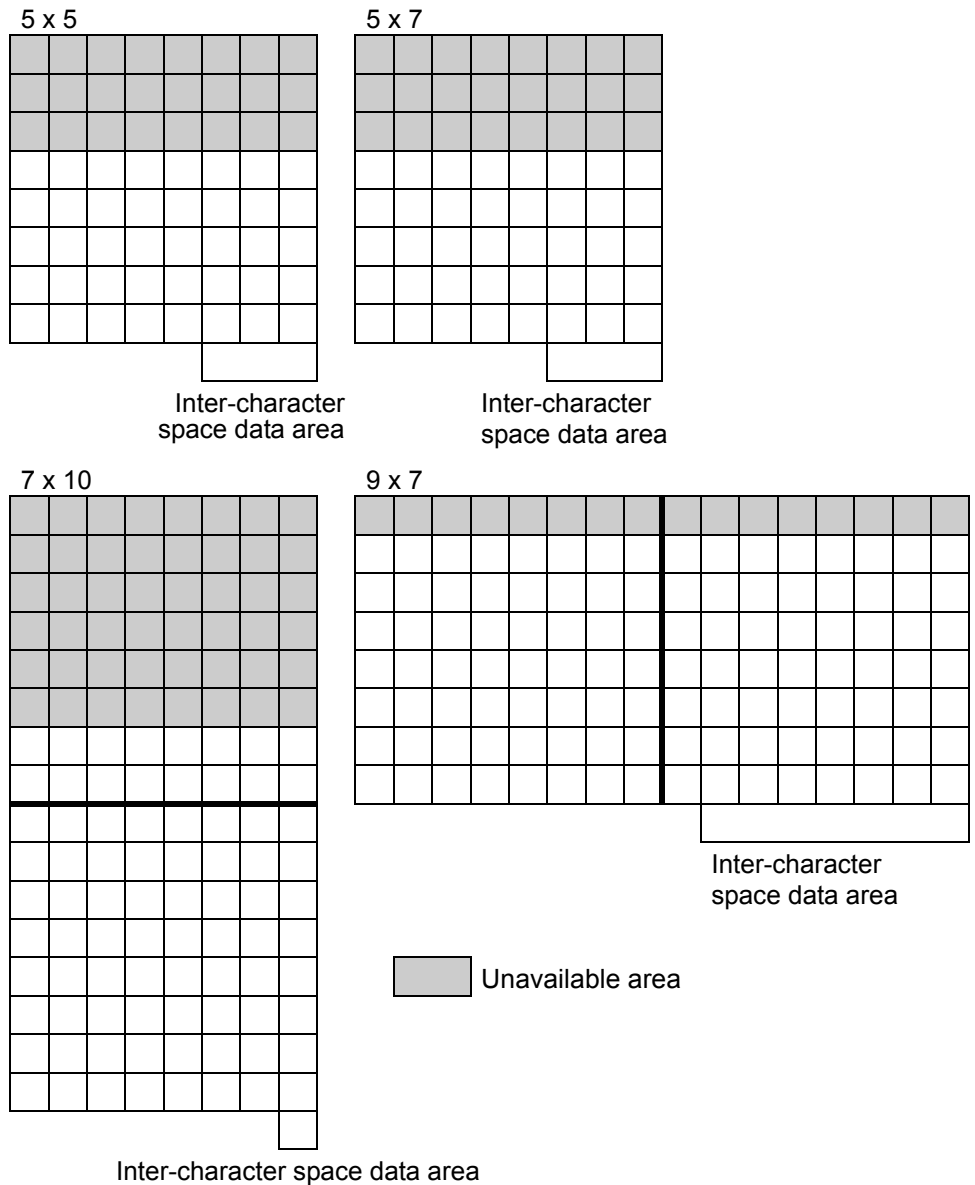 5 x 5
5 x 7
Inter-character
space data area
Inter-character
space data area
7 x 10
9 x 7
Inter-character
space data area
Unavailable area
Inter-character space data area